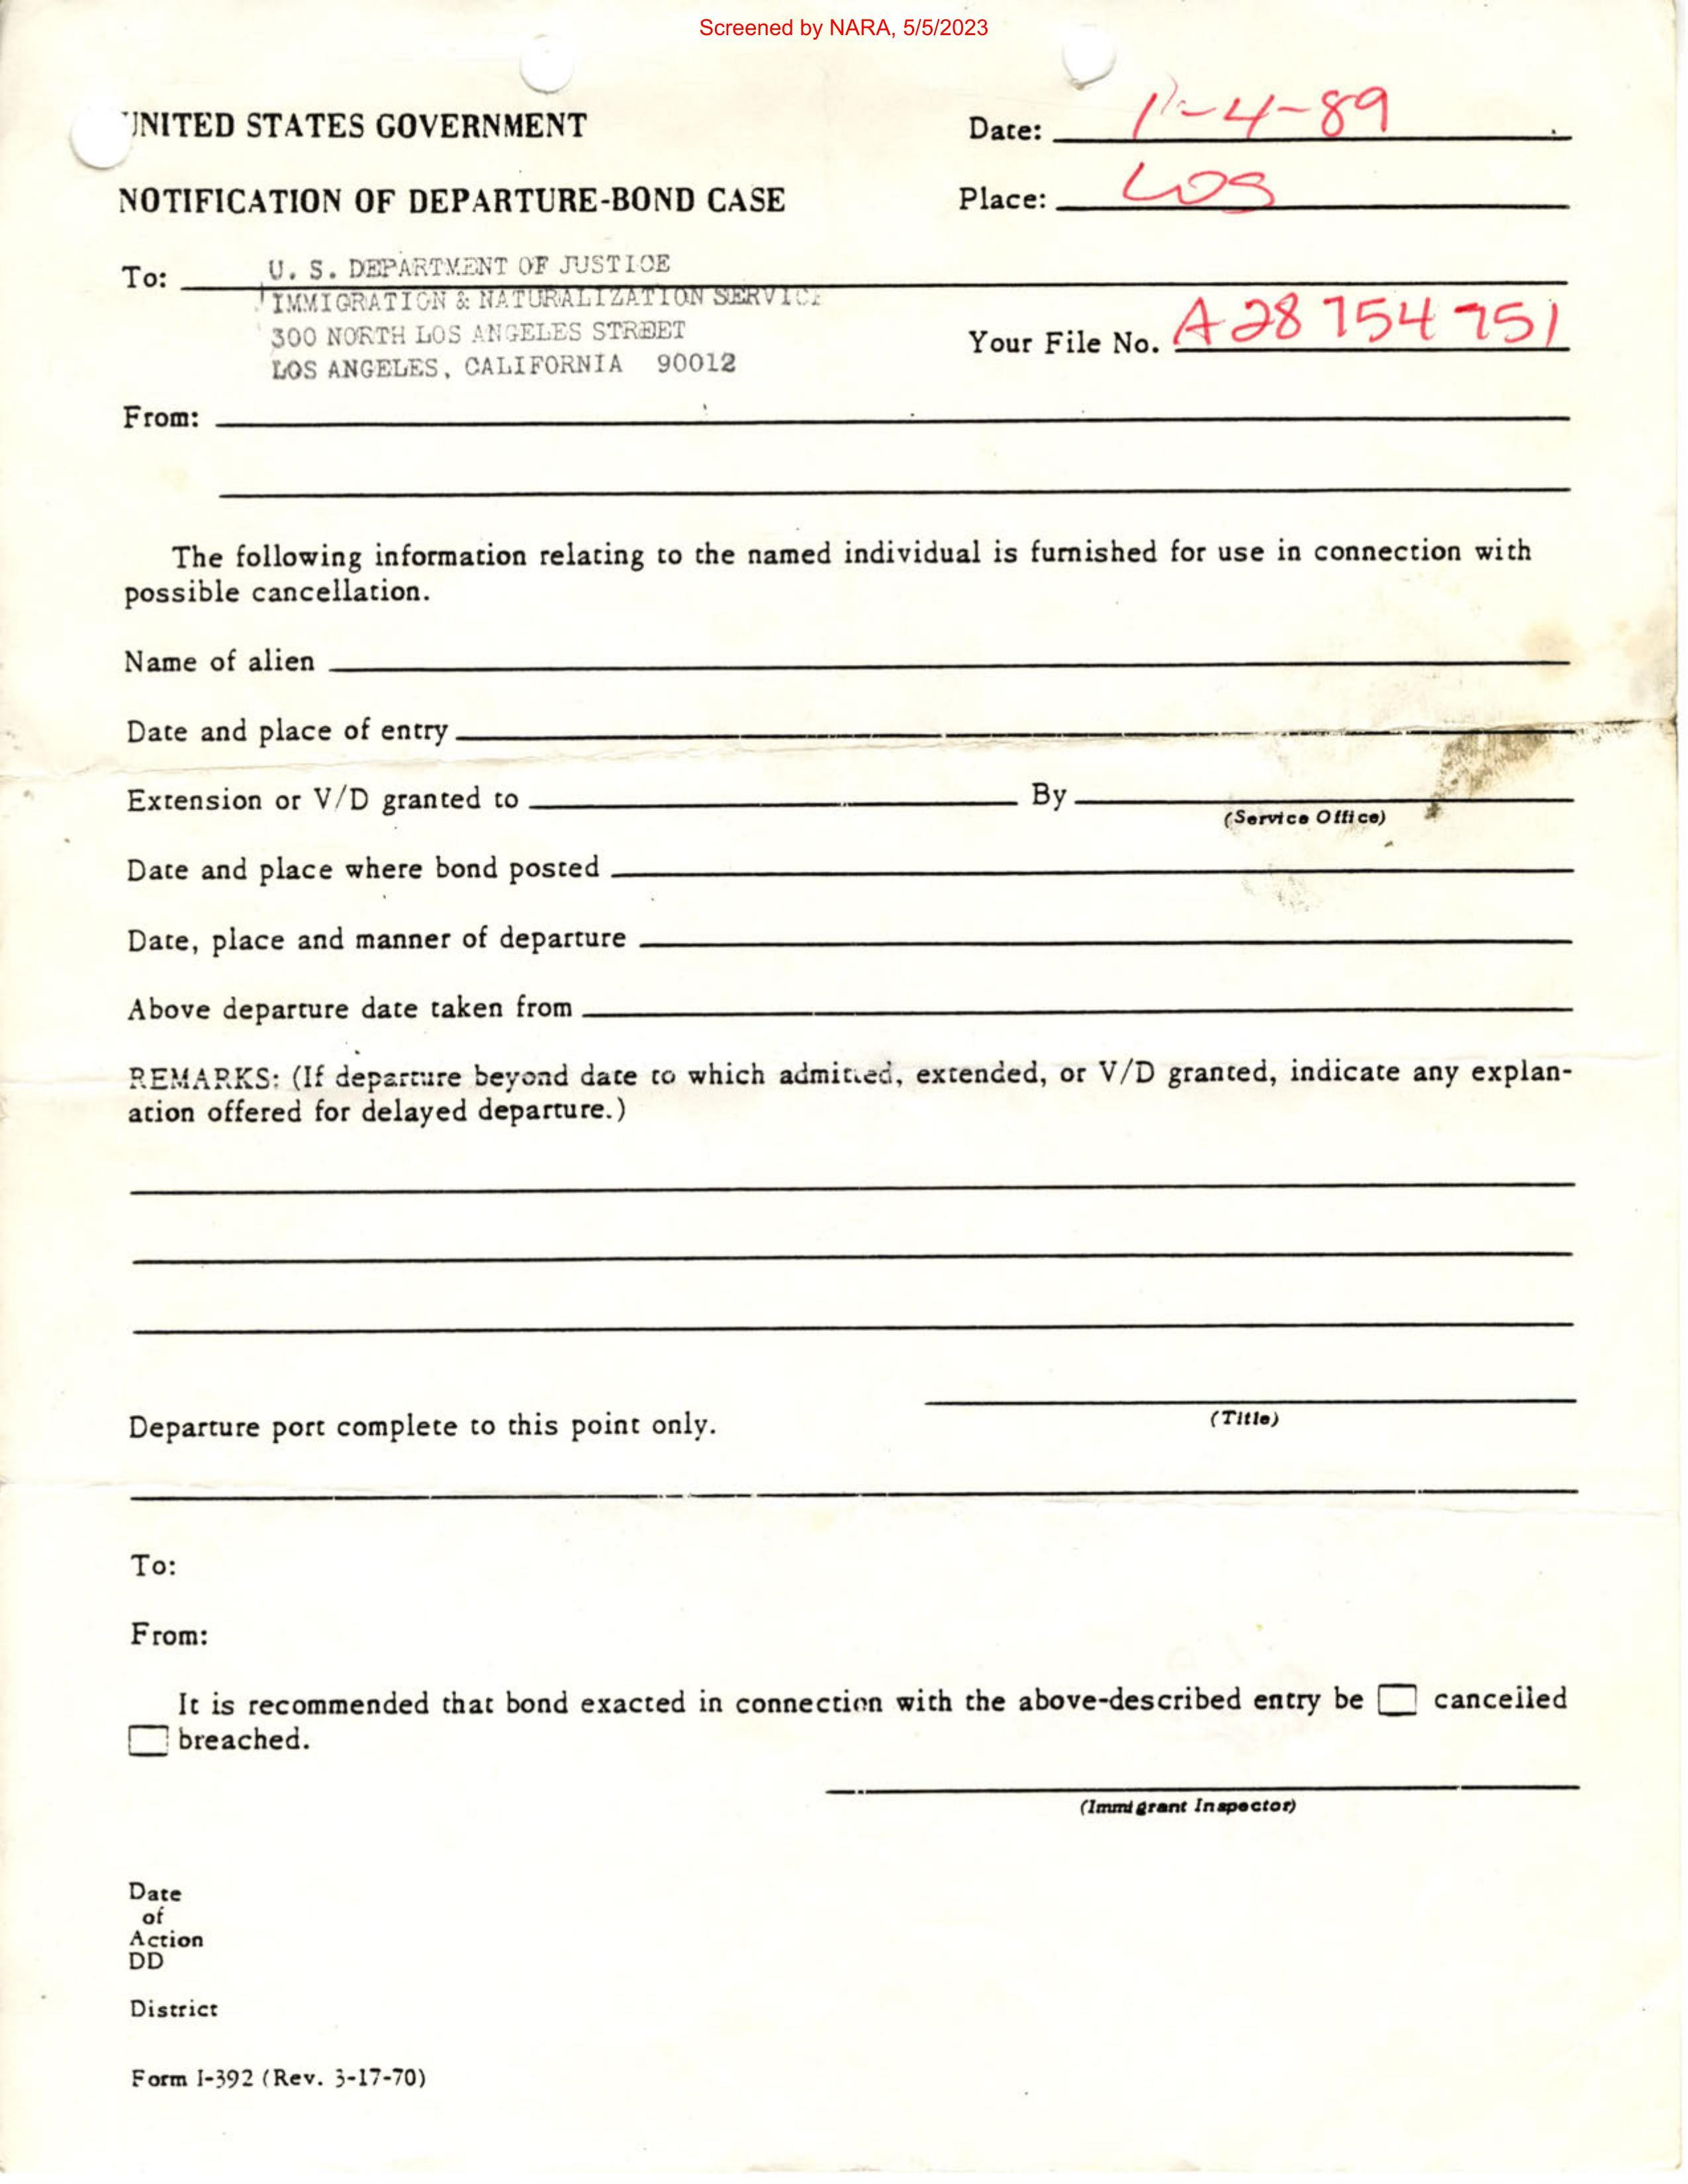 Screened by NARA, 5/5/2023
UNITED STATES GOVERNMENT
Date: 11-4-89
NOTIFICATION OF DEPARTURE-BOND CASE
Place: LOS
To: U. S. DEPARTMENT OF JUSTICE
IMMIGRATION & NATURALIZATION SERVICE
300 NORTH LOS ANGELES STREET
Your File No. A28 754 751
LOS ANGELES, CALIFORNIA 90012
From:
The following information relating to the named individual is furnished for use in connection with
possible cancellation.
Name of alien
Date and place of entry
Extension or V/D granted to By
(Service Office)
Date and place where bond posted
Date, place and manner of departure
Above departure date taken from
REMARKS: (If departure beyond date to which admitted, extended, or V/D granted, indicate any explan-
ation offered for delayed departure.)
(Title)
Departure port complete to this point only.
To:
From:
It is recommended that bond exacted in connection with the above-described entry be cancelled
breached.
(Immigrant Inspector)
Date
of
Action
DD
District
Form I-392 (Rev. 3-17-70)